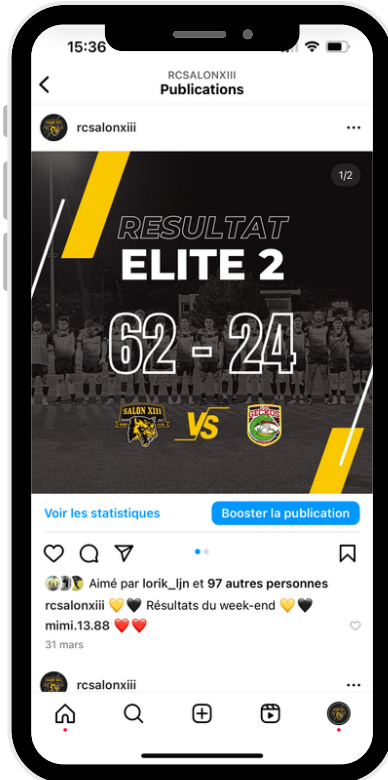 15:36
RCSALONXIII
Publications
rcsalonxiii
1/2
RESULTAT
ELITE 2
62 - 24
SALON XIII
VS
GECKOS
Voir les statistiques
Booster la publication
Aimé par lorik_ljn et 97 autres personnes
rcsalonxiii 💛🖤 Résultats du week-end 💛🖤
mimi.13.88 ❤️❤️
31 mars
rcsalonxiii